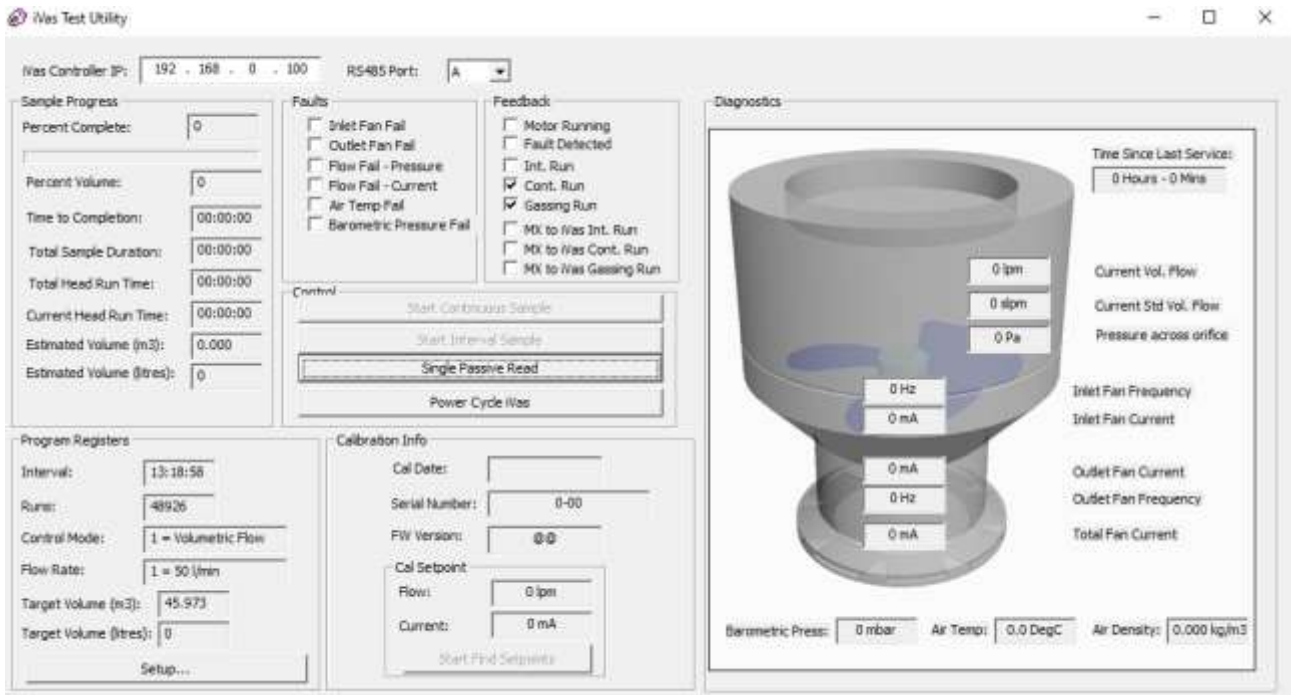 iVas Test Utility
iVas Controller IP: 192 . 168 . 0 . 100 RS485 Port: A
Sample Progress
Percent Complete: 0
Percent Volume: 0
Time to Completion: 00:00:00
Total Sample Duration: 00:00:00
Total Head Run Time: 00:00:00
Current Head Run Time: 00:00:00
Estimated Volume (m3): 0.000
Estimated Volume (litres): 0
Faults
Inlet Fan Fail
Outlet Fan Fail
Flow Fail - Pressure
Flow Fail - Current
Air Temp Fail
Barometric Pressure Fail
Feedback
Motor Running
Fault Detected
Int. Run
Cont. Run
Gassing Run
MX to iVas Int. Run
MX to iVas Cont. Run
MX to iVas Gassing Run
Control
Start Continuous Sample
Start Interval Sample
Single Passive Read
Power Cycle iVas
Program Registers
Interval: 13:18:58
Runs: 48926
Control Mode: 1 = Volumetric Flow
Flow Rate: 1 = 50 l/min
Target Volume (m3): 45.973
Target Volume (litres): 0
Setup...
Calibration Info
Cal Date:
Serial Number: 0-00
FW Version: @@
Cal Setpoint
Flow: 0 lpm
Current: 0 mA
Start Find Setpoints
Diagnostics
Time Since Last Service:
0 Hours - 0 Mins
0 lpm Current Vol. Flow
0 slpm Current Std Vol. Flow
0 Pa Pressure across orifice
0 Hz Inlet Fan Frequency
0 mA Inlet Fan Current
0 mA Outlet Fan Current
0 Hz Outlet Fan Frequency
0 mA Total Fan Current
Barometric Press: 0 mbar Air Temp: 0.0 DegC Air Density: 0.000 kg/m3